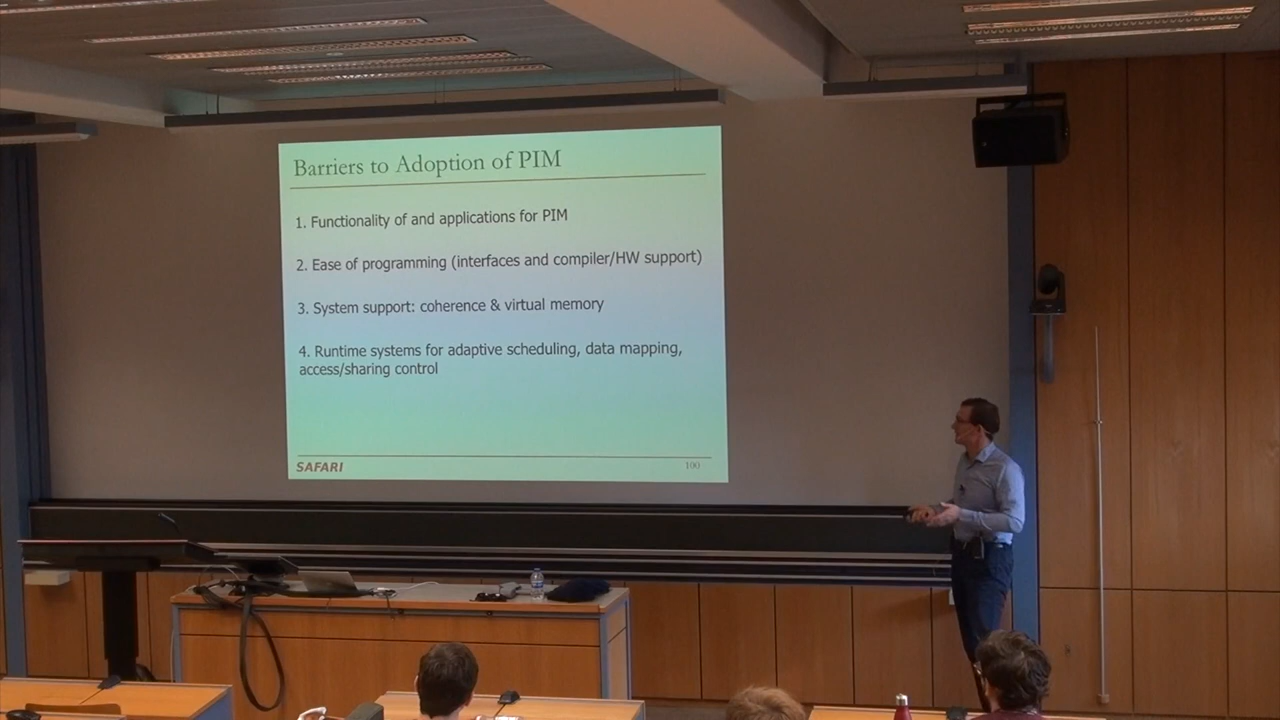 Barriers to Adoption of PIM
1. Functionality of and applications for PIM
2. Ease of programming (interfaces and compiler/HW support)
3. System support: coherence & virtual memory
4. Runtime systems for adaptive scheduling, data mapping,
access/sharing control
SAFARI
100